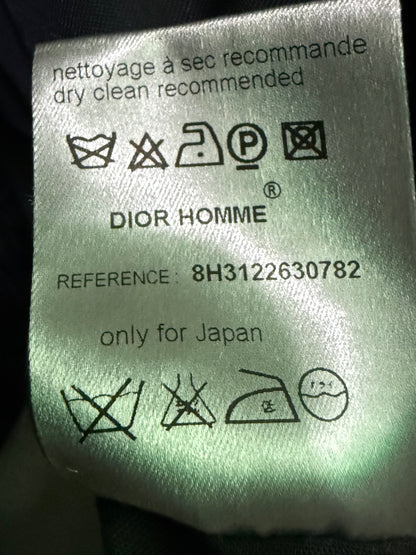 nettoyage à sec recommande
dry clean recommended
P
DIOR HOMME®
REFERENCE: 8H3122630782
only for Japan